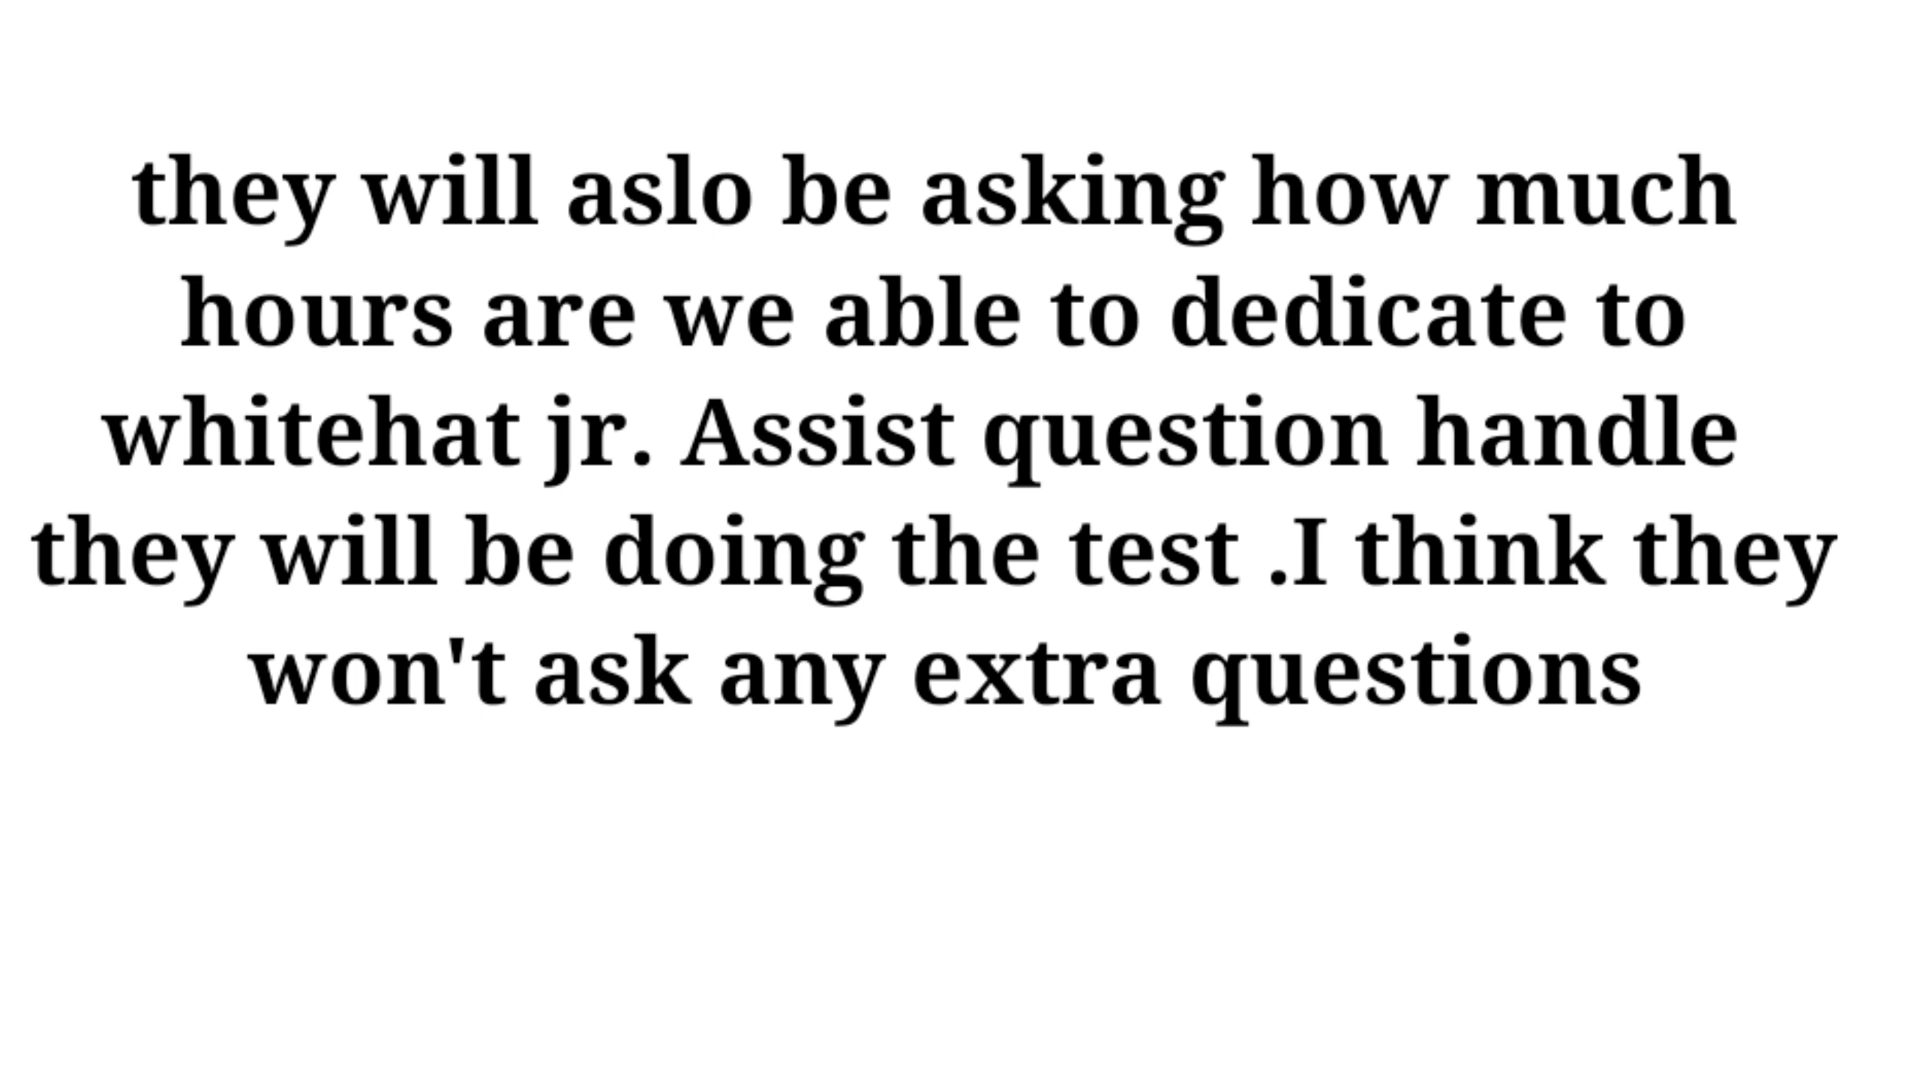 they will aslo be asking how much
hours are we able to dedicate to
whitehat jr. Assist question handle
they will be doing the test .I think they
won't ask any extra questions